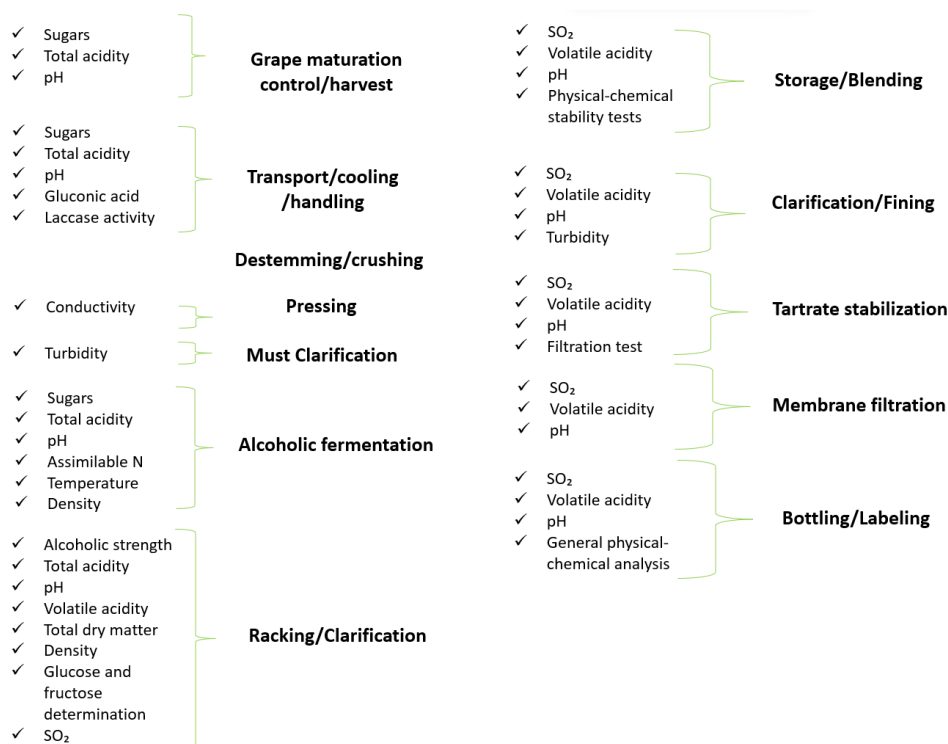 ✓ Sugars
✓ Total acidity
✓ pH
Grape maturation
control/harvest
✓ Sugars
✓ Total acidity
✓ pH
✓ Gluconic acid
✓ Laccase activity
Transport/cooling
/handling
Destemming/crushing
✓ Conductivity
Pressing
✓ Turbidity
Must Clarification
✓ Sugars
✓ Total acidity
✓ pH
✓ Assimilable N
✓ Temperature
✓ Density
Alcoholic fermentation
✓ Alcoholic strength
✓ Total acidity
✓ pH
✓ Volatile acidity
✓ Total dry matter
✓ Density
✓ Glucose and
fructose
determination
✓ SO₂
Racking/Clarification
✓ SO₂
✓ Volatile acidity
✓ pH
✓ Physical-chemical
stability tests
Storage/Blending
✓ SO₂
✓ Volatile acidity
✓ pH
✓ Turbidity
Clarification/Fining
✓ SO₂
✓ Volatile acidity
✓ pH
✓ Filtration test
Tartrate stabilization
✓ SO₂
✓ Volatile acidity
✓ pH
Membrane filtration
✓ SO₂
✓ Volatile acidity
✓ pH
✓ General physical-
chemical analysis
Bottling/Labeling